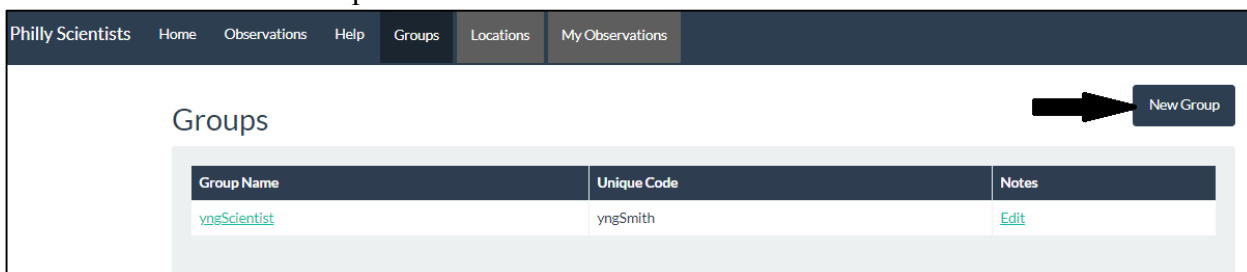 Philly Scientists Home Observations Help Groups Locations My Observations
New Group
Groups
Group Name Unique Code Notes
yngScientist yngSmith Edit